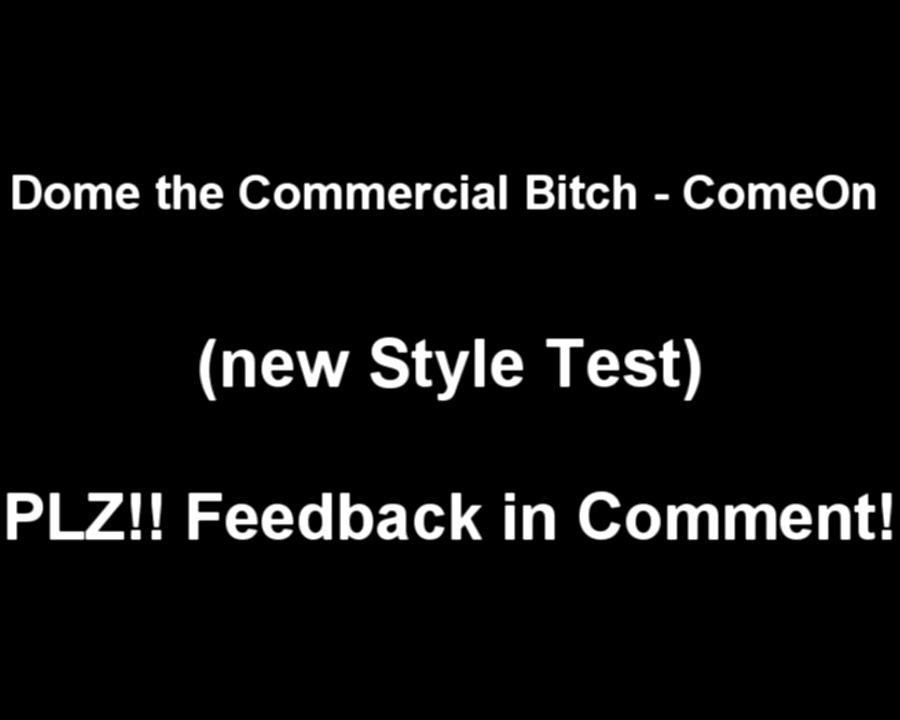 Dome the Commercial Bitch - ComeOn
(new Style Test)
PLZ!! Feedback in Comment!